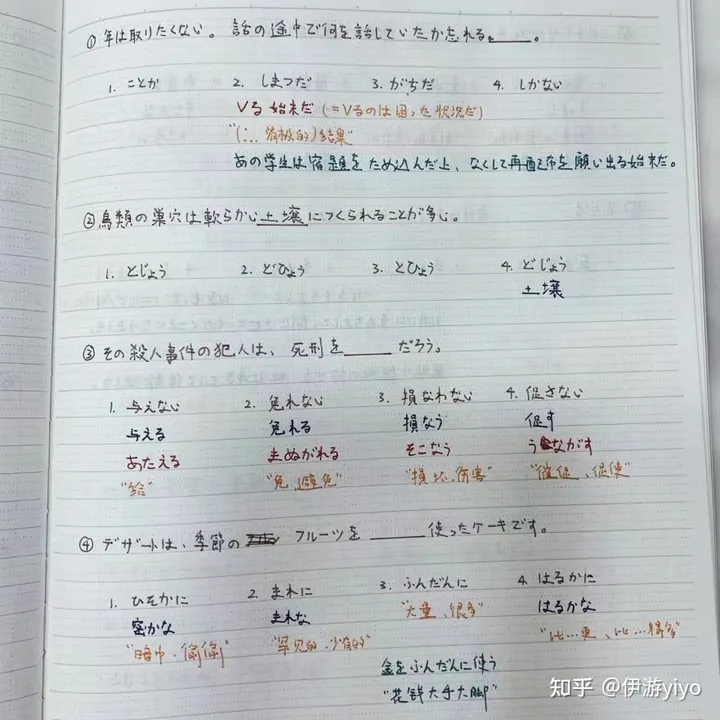 ① 年は取りたくない。話の途中で何を話していたか忘れる____。
1. ことか 2. しまつだ 3. がちだ 4. しかない
Vる 始末だ (=Vるのは困った状況だ)
"(... 消极的)结果"
あの学生は宿題をため込んだ上、なくして再配布を願い出る始末だ。
② 鳥類の巣穴は軟らかい土壌につくられることが多い。
1. とじょう 2. どひょう 3. とひょう 4. どじょう
土壌
③ その殺人事件の犯人は、死刑を____だろう。
1. 与えない 2. 免れない 3. 損なわない 4. 促さない
与える 免れる 損なう 促す
あたえる まぬがれる そこなう うながす
"给" "免,避免" "損坏、伤害" "催促、促使"
④ デザートは、季節の フルーツを____使ったケーキです。
1. ひそかに 2. まれに 3. ふんだんに 4. はるかに
密かな まれな "大量、很多" はるかな
"暗中・偷偷" "罕见的・少有的" "比...更、比...得多"
金をふんだんに使う
"花钱大手大脚"
知乎 @伊游yiyo